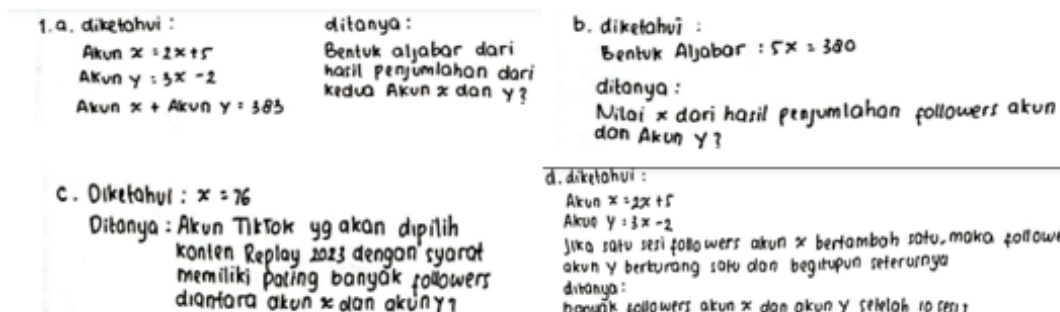 1.a. diketahui :
Akun x = 2x+5
Akun y = 3x -2
Akun x + Akun y = 383
ditanya :
Bentuk aljabar dari
hasil penjumlahan dari
kedua Akun x dan y?
b. diketahui :
Bentuk Aljabar : 5x = 380
ditanya :
Nilai x dari hasil penjumlahan followers akun
dan Akun y?
c. Diketahui : x = 76
Ditanya : Akun TikTok yg akan dipilih
konten Replay 2023 dengan syarat
memiliki paling banyak followers
diantara akun x dan akun y?
d. diketahui :
Akun x = 2x +5
Akun y = 3x -2
Jika satu sesi followers akun x bertambah satu, maka followe
akun y berkurang satu dan begitupun seterusnya
ditanya :
banyak followers akun x dan akun y setelah 10 sesi?